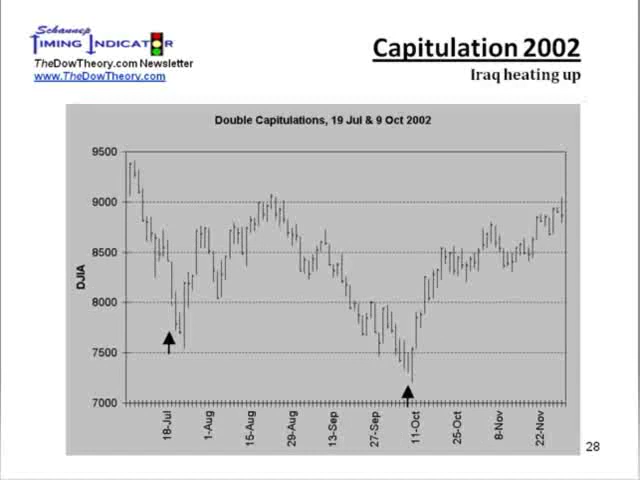 Schannep
TIMING INDICATOR
TheDowTheory.com Newsletter
www.TheDowTheory.com
Capitulation 2002
Iraq heating up
Double Capitulations, 19 Jul & 9 Oct 2002
DJIA
9500
9000
8500
8000
7500
7000
18-Jul
1-Aug
15-Aug
29-Aug
13-Sep
27-Sep
11-Oct
25-Oct
8-Nov
22-Nov
28